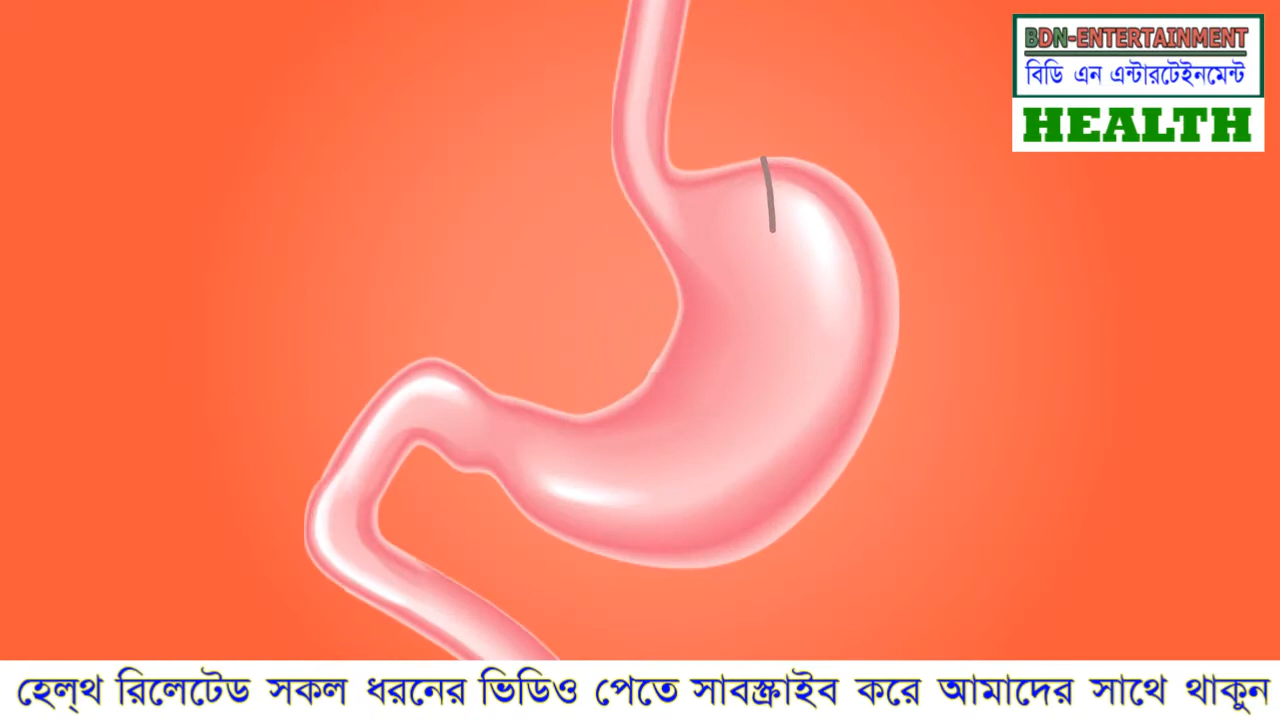 BDN-ENTERTAINMENT
বিডি এন এন্টারটেইনমেন্ট
HEALTH
হেল্‌থ রিলেটেড সকল ধরনের ভিডিও পেতে সাবস্ক্রাইব করে আমাদের সাথে থাকুন